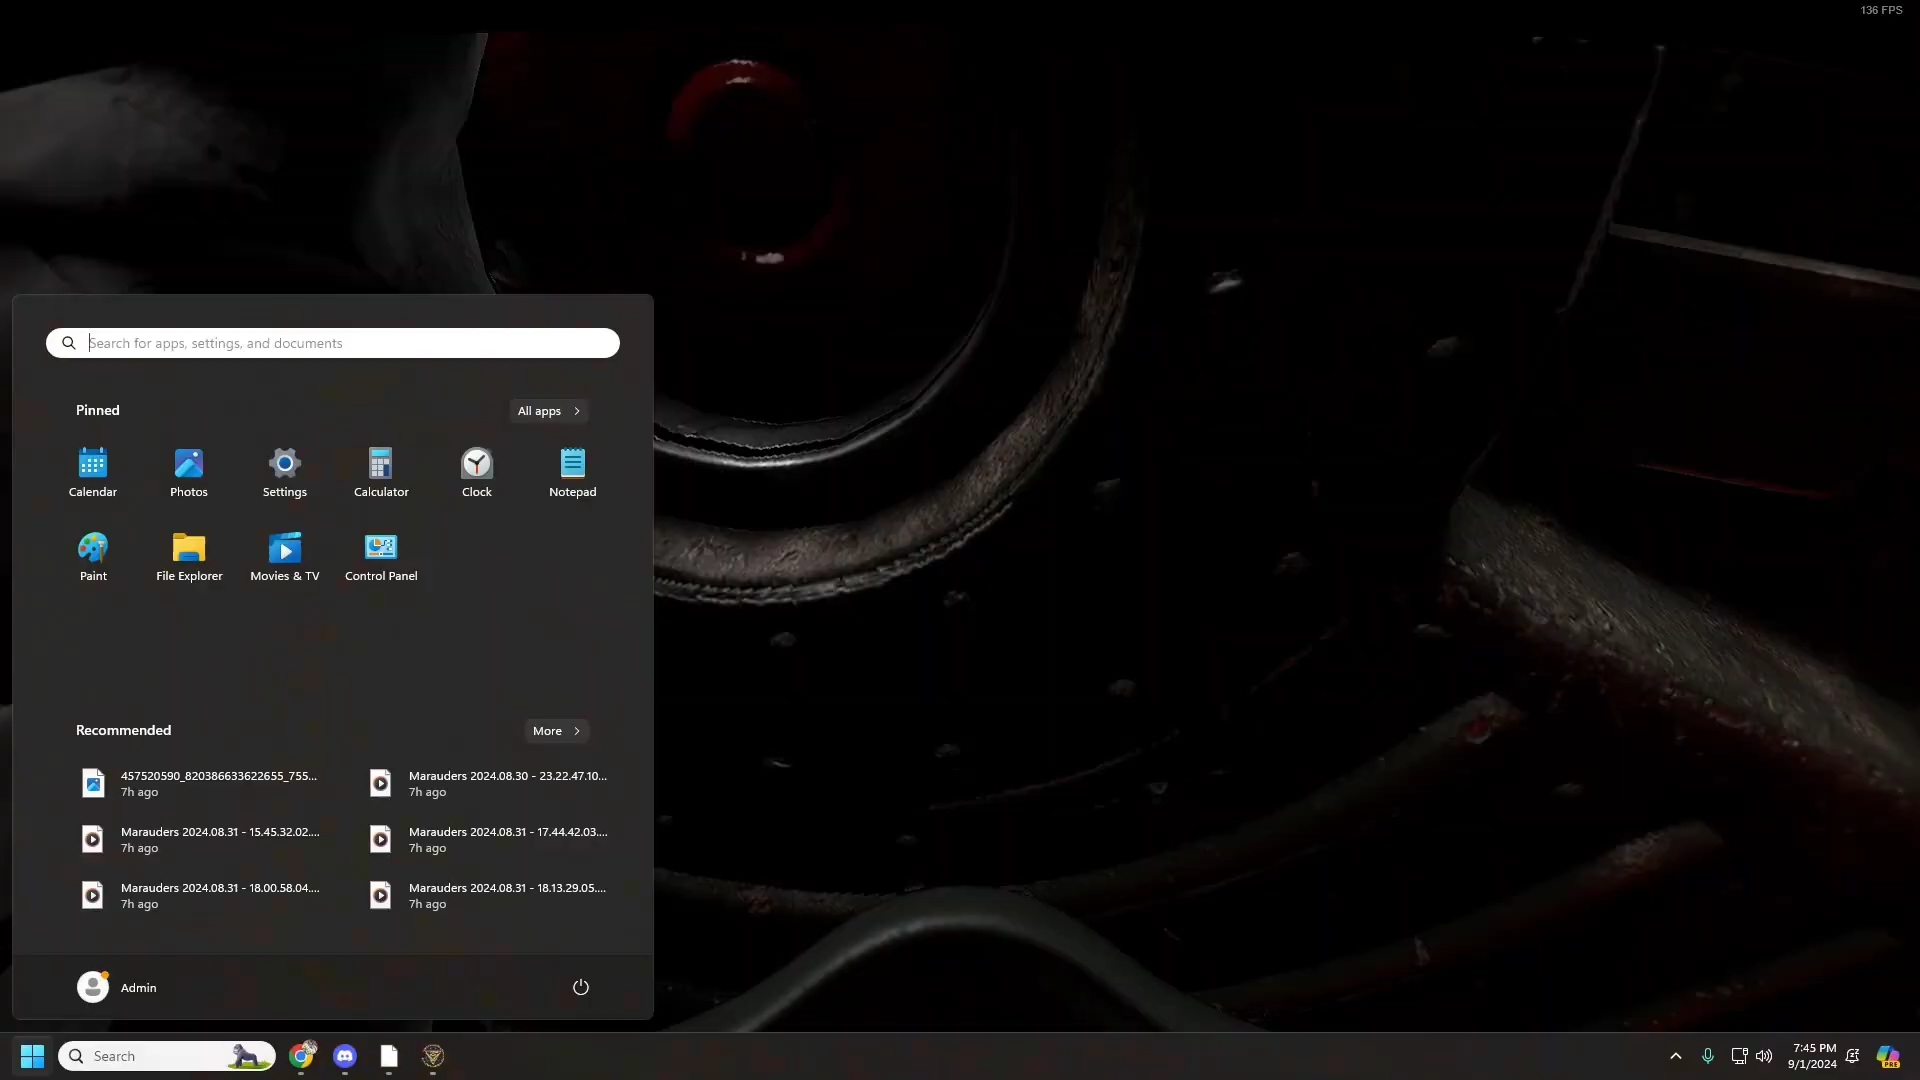 136 FPS
Search for apps, settings, and documents
Pinned
All apps
Calendar
Photos
Settings
Calculator
Clock
Notepad
Paint
File Explorer
Movies & TV
Control Panel
Recommended
More
457520590_820386633622655_755...
7h ago
Marauders 2024.08.30 - 23.22.47.10...
7h ago
Marauders 2024.08.31 - 15.45.32.02....
7h ago
Marauders 2024.08.31 - 17.44.42.03....
7h ago
Marauders 2024.08.31 - 18.00.58.04....
7h ago
Marauders 2024.08.31 - 18.13.29.05....
7h ago
Admin
Search
7:45 PM
9/1/2024
PRE